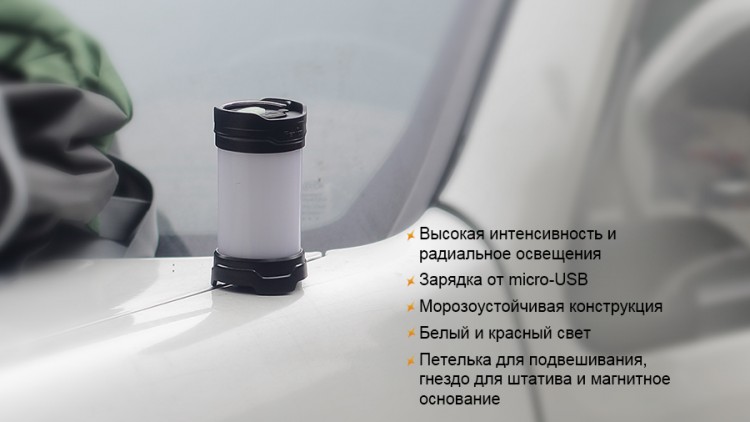 Высокая интенсивность и
радиальное освещения
Зарядка от micro-USB
Морозоустойчивая конструкция
Белый и красный свет
Петелька для подвешивания,
гнездо для штатива и магнитное
основание